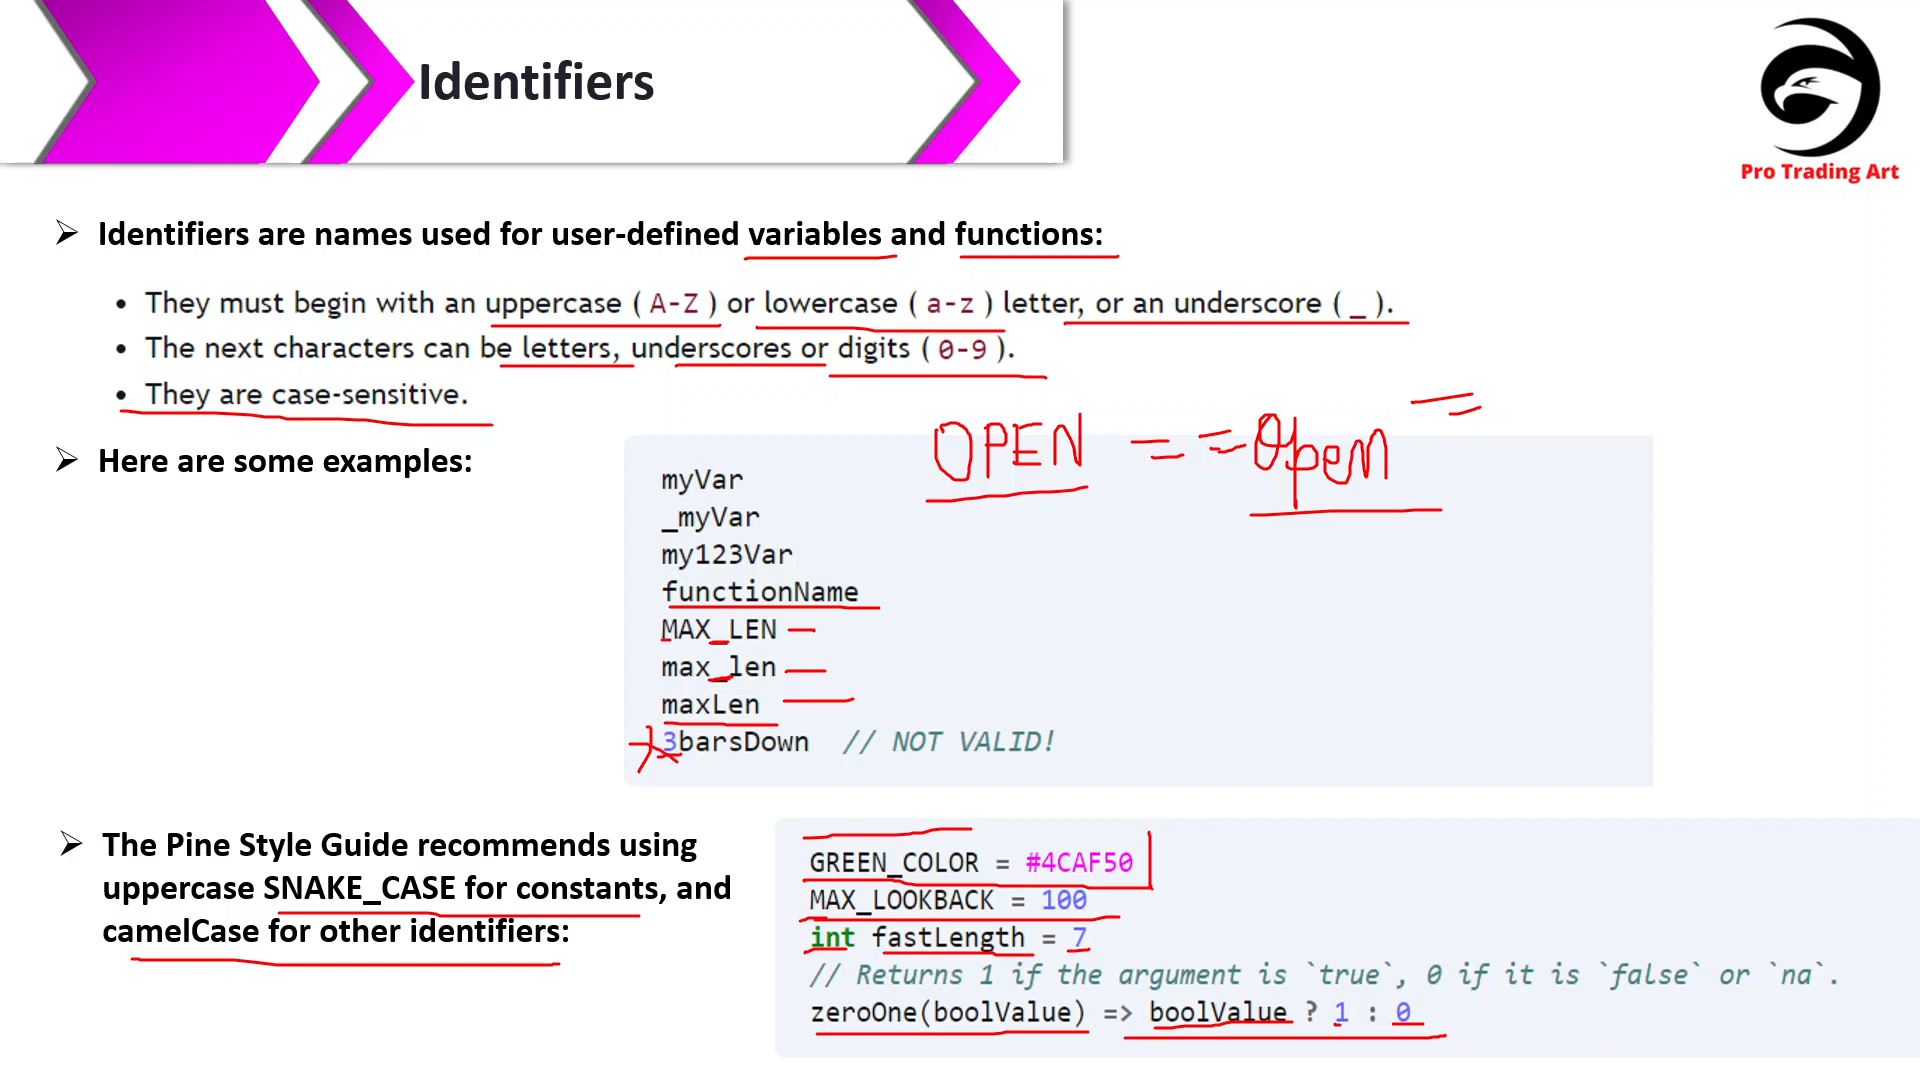 Identifiers
Pro Trading Art
➢ Identifiers are names used for user-defined variables and functions:
• They must begin with an uppercase ( A-Z ) or lowercase ( a-z ) letter, or an underscore ( _ ).
• The next characters can be letters, underscores or digits ( 0-9 ).
• They are case-sensitive.
OPEN == Open =
➢ Here are some examples:
myVar
_myVar
my123Var
functionName
MAX_LEN
max_len
maxLen
3barsDown // NOT VALID!
➢ The Pine Style Guide recommends using
uppercase SNAKE_CASE for constants, and
camelCase for other identifiers:
GREEN_COLOR = #4CAF50
MAX_LOOKBACK = 100
int fastLength = 7
// Returns 1 if the argument is `true`, 0 if it is `false` or `na`.
zeroOne(boolValue) => boolValue ? 1 : 0